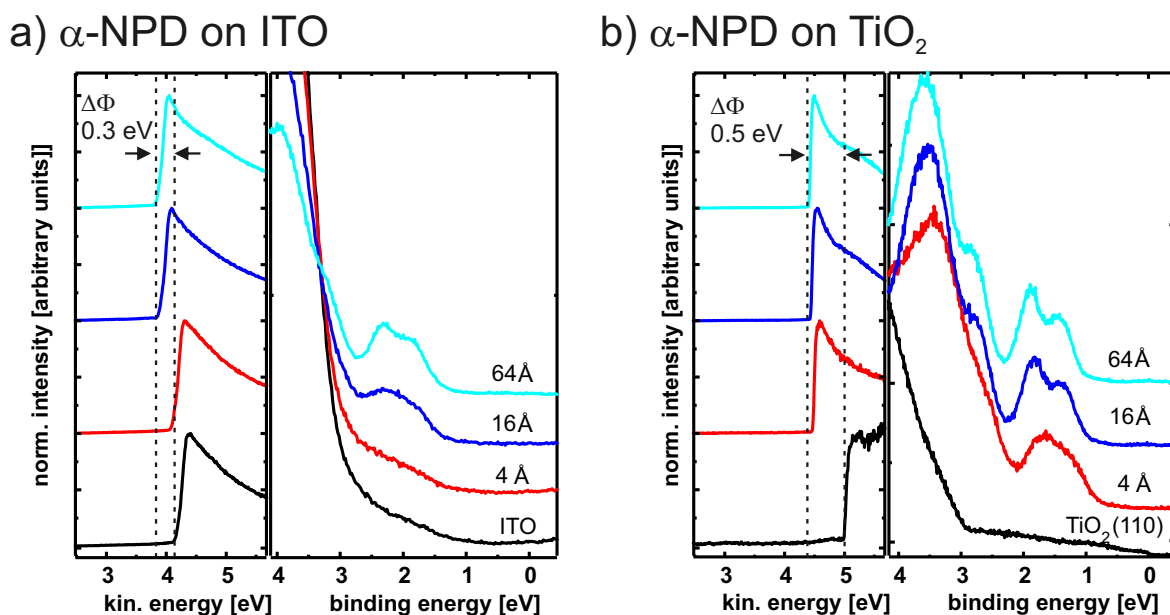 a) α-NPD on ITO
norm. intensity [arbitrary units]]
ΔΦ
0.3 eV
64Å
16Å
4 Å
ITO
3 4 5
4 3 2 1 0
kin. energy [eV]
binding energy [eV]
b) α-NPD on TiO₂
norm. intensity [arbitrary units]]
ΔΦ
0.5 eV
64Å
16Å
4 Å
TiO₂(110)
3 4 5
4 3 2 1 0
kin. energy [eV]
binding energy [eV]